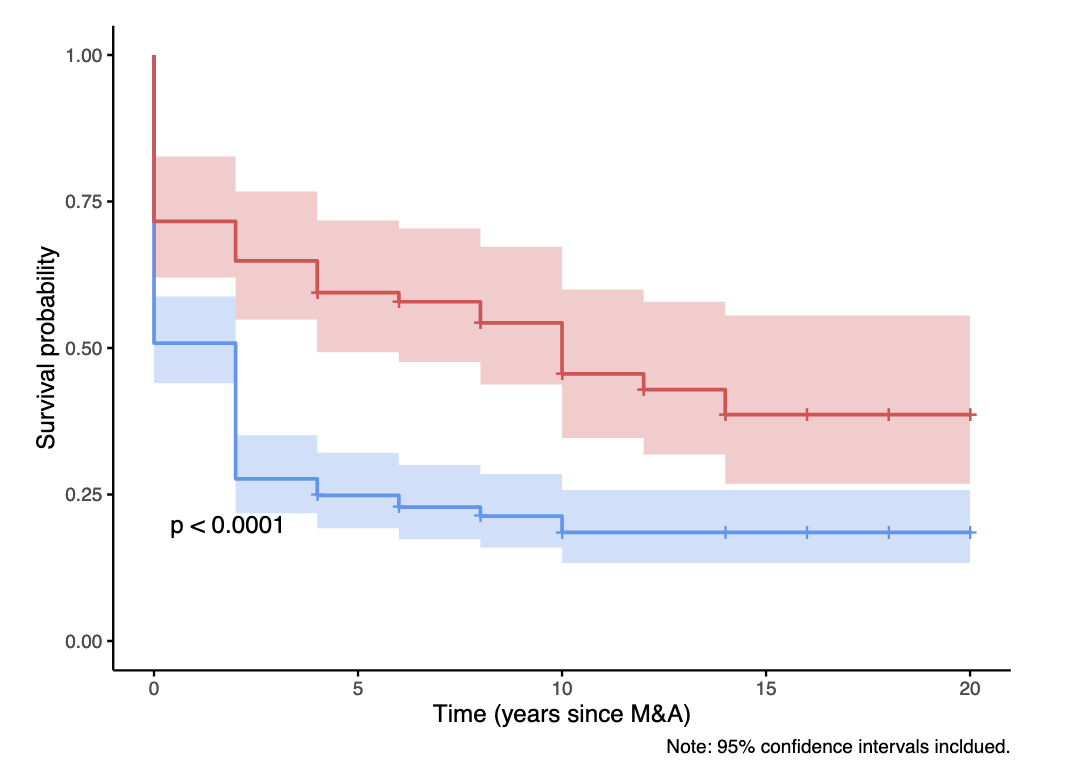 1.00
0.75
0.50
0.25
0.00
Survival probability
p < 0.0001
0 5 10 15 20
Time (years since M&A)
Note: 95% confidence intervals incldued.